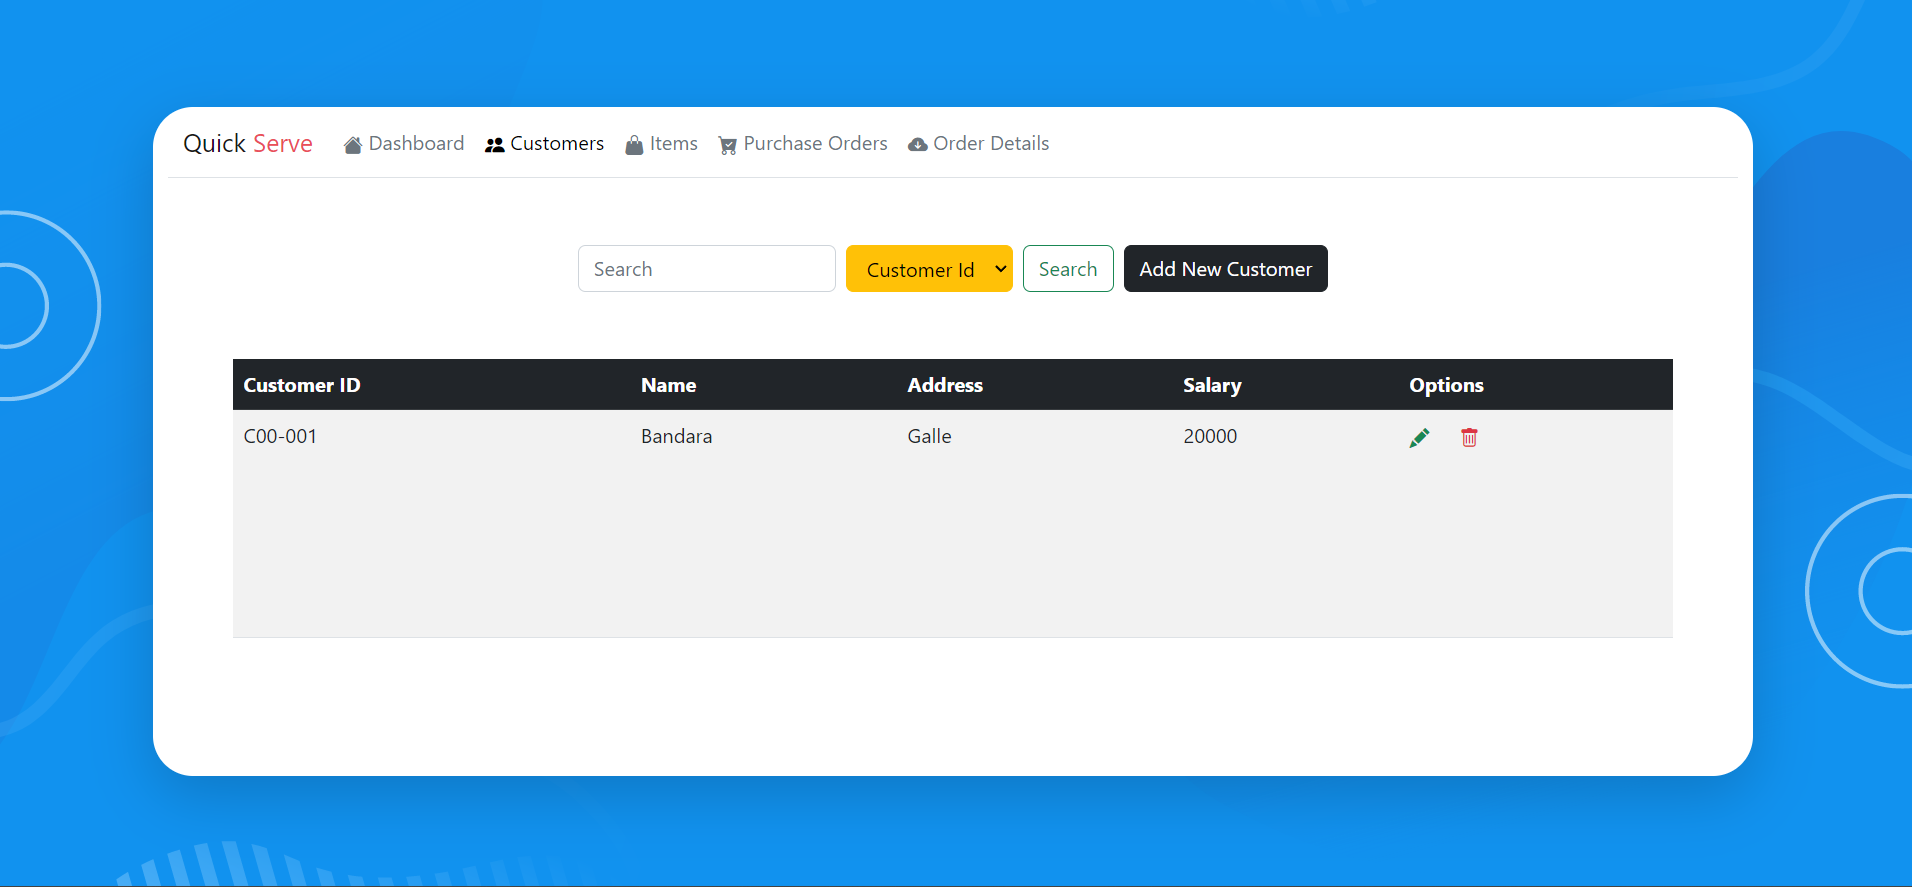 Quick Serve Dashboard Customers Items Purchase Orders Order Details
Search Customer Id Search Add New Customer
Customer ID Name Address Salary Options
C00-001 Bandara Galle 20000